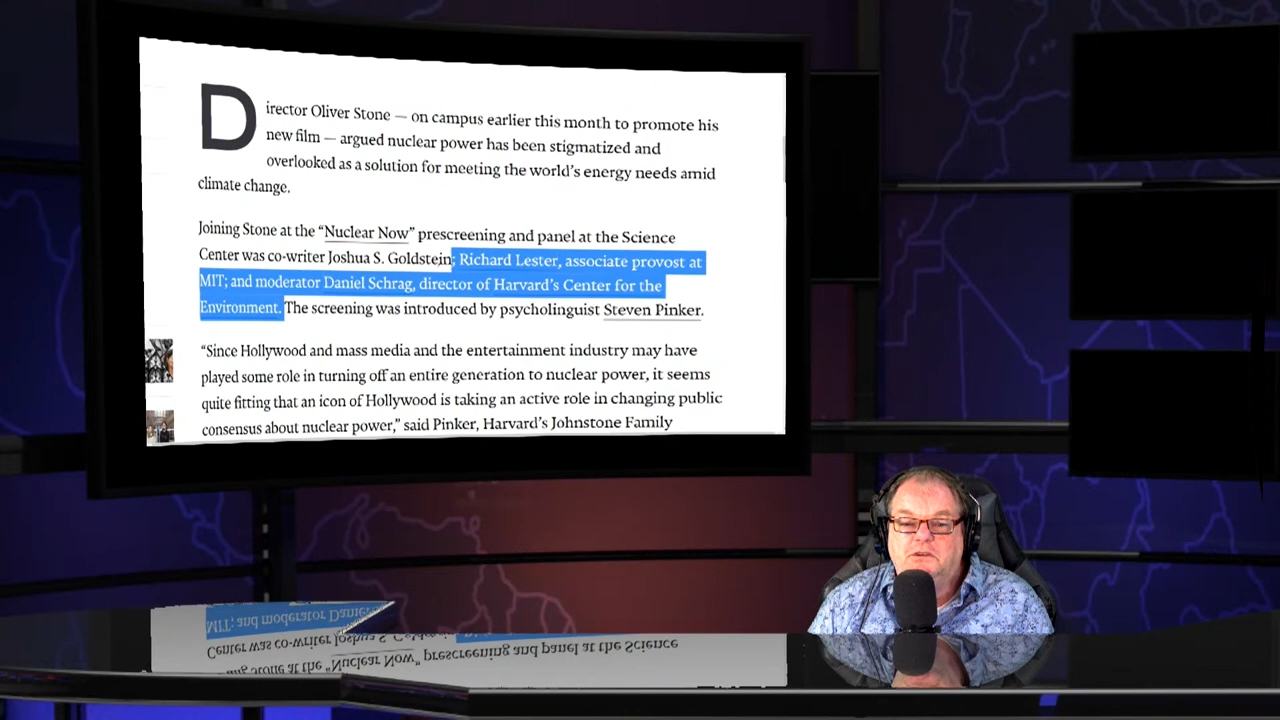 Director Oliver Stone — on campus earlier this month to promote his
new film — argued nuclear power has been stigmatized and
overlooked as a solution for meeting the world's energy needs amid
climate change.
Joining Stone at the “Nuclear Now” prescreening and panel at the Science
Center was co-writer Joshua S. Goldstein; Richard Lester, associate provost at
MIT; and moderator Daniel Schrag, director of Harvard's Center for the
Environment. The screening was introduced by psycholinguist Steven Pinker.
“Since Hollywood and mass media and the entertainment industry may have
played some role in turning off an entire generation to nuclear power, it seems
quite fitting that an icon of Hollywood is taking an active role in changing public
consensus about nuclear power,” said Pinker, Harvard's Johnstone Family